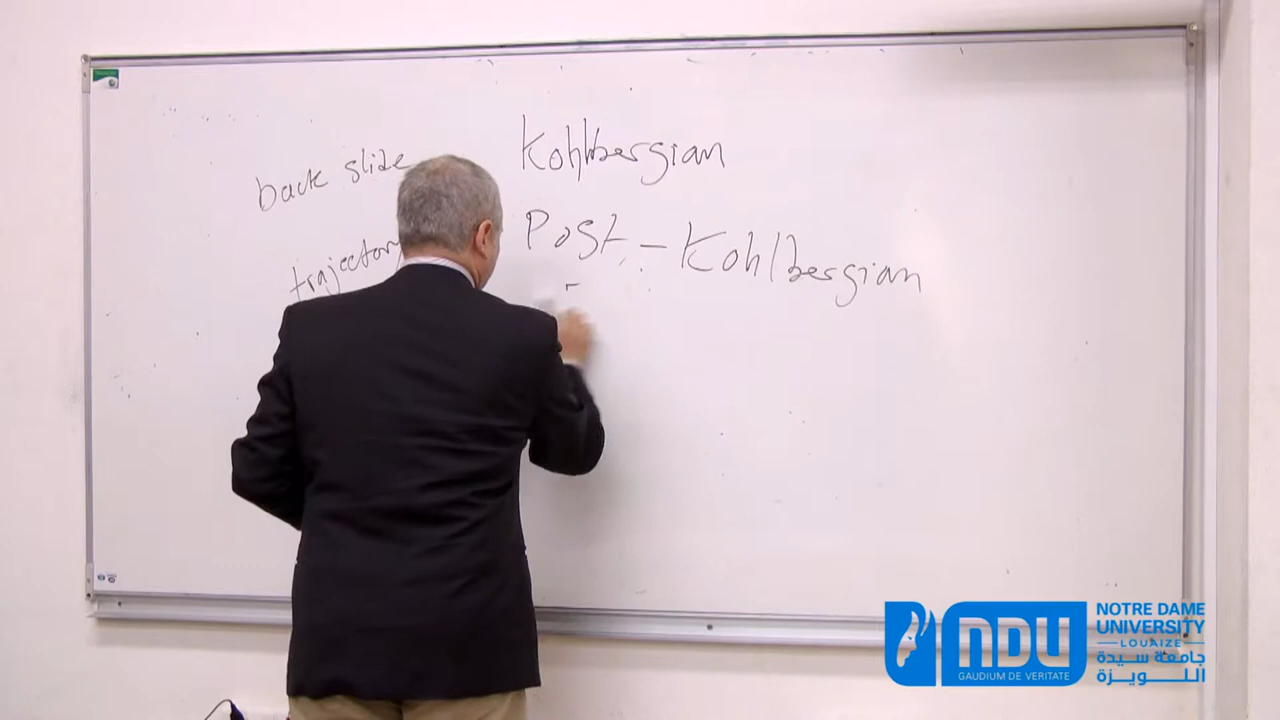 back slide
trajectory
Kohlbergian
Post - Kohlbergian
NDU
GAUDIUM DE VERITATE
NOTRE DAME
UNIVERSITY
LOUAIZE
جامعة سيدة
اللويزة